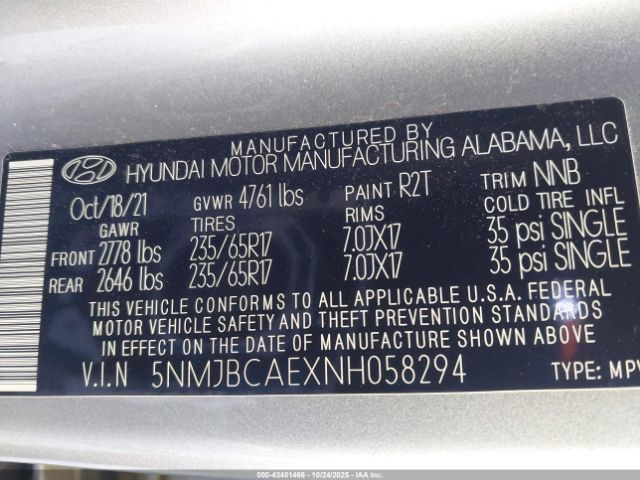 MANUFACTURED BY
HYUNDAI MOTOR MANUFACTURING ALABAMA, LLC
Oct/18/21 GVWR 4761 lbs PAINT R2T TRIM NNB
GAWR TIRES RIMS COLD TIRE INFL
FRONT 2778 lbs 235/65R17 7.0JX17 35 psi SINGLE
REAR 2646 lbs 235/65R17 7.0JX17 35 psi SINGLE
THIS VEHICLE CONFORMS TO ALL APPLICABLE U.S.A. FEDERAL
MOTOR VEHICLE SAFETY AND THEFT PREVENTION STANDARDS
IN EFFECT ON THE DATE OF MANUFACTURE SHOWN ABOVE
V.I.N 5NMJBCAEXNH058294 TYPE: MPV
000-43481466 - 10/24/2025 - IAAI.COM